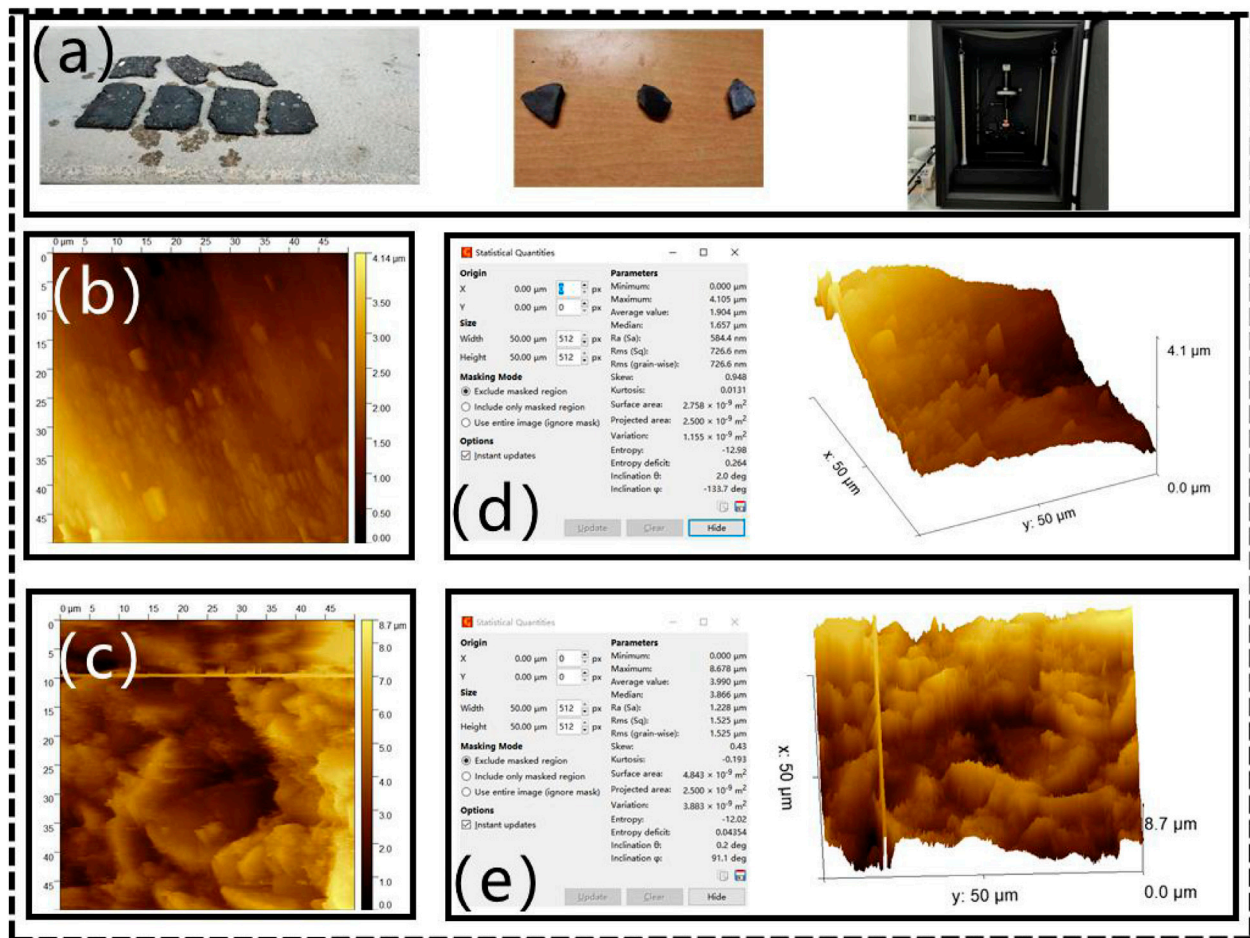 (a)
0 μm 5 10 15 20 25 30 35 40 45
(b)
0
5
10
15
20
25
30
35
40
45
4.14 μm
3.50
3.00
2.50
2.00
1.50
1.00
0.50
0.00
Statistical Quantities
Origin
X 0.00 μm 0 px
Y 0.00 μm 0 px
Size
Width 50.00 μm 512 px
Height 50.00 μm 512 px
Masking Mode
Exclude masked region
Include only masked region
Use entire image (ignore mask)
Options
Instant updates
Parameters
Minimum: 0.000 μm
Maximum: 4.105 μm
Average value: 1.904 μm
Median: 1.657 μm
Ra (Sa): 584.4 nm
Rms (Sq): 726.6 nm
Rms (grain-wise): 726.6 nm
Skew: 0.948
Kurtosis: 0.0131
Surface area: 2.758 × 10⁻⁹ m²
Projected area: 2.500 × 10⁻⁹ m²
Variation: 1.155 × 10⁻⁹ m²
Entropy: -12.98
Entropy deficit: 0.264
Inclination θ: 2.0 deg
Inclination φ: -133.7 deg
Update Clear Hide
(d)
4.1 μm
0.0 μm
x: 50 μm
y: 50 μm
0 μm 5 10 15 20 25 30 35 40 45
(c)
0
5
10
15
20
25
30
35
40
45
8.7 μm
8.0
7.0
6.0
5.0
4.0
3.0
2.0
1.0
0.0
Statistical Quantities
Origin
X 0.00 μm 0 px
Y 0.00 μm 0 px
Size
Width 50.00 μm 512 px
Height 50.00 μm 512 px
Masking Mode
Exclude masked region
Include only masked region
Use entire image (ignore mask)
Options
Instant updates
Parameters
Minimum: 0.000 μm
Maximum: 8.678 μm
Average value: 3.990 μm
Median: 3.866 μm
Ra (Sa): 1.228 μm
Rms (Sq): 1.525 μm
Rms (grain-wise): 1.525 μm
Skew: 0.43
Kurtosis: -0.193
Surface area: 4.843 × 10⁻⁹ m²
Projected area: 2.500 × 10⁻⁹ m²
Variation: 3.883 × 10⁻⁹ m²
Entropy: -12.02
Entropy deficit: 0.04354
Inclination θ: 0.2 deg
Inclination φ: 91.1 deg
Update Clear Hide
(e)
x: 50 μm
8.7 μm
0.0 μm
y: 50 μm